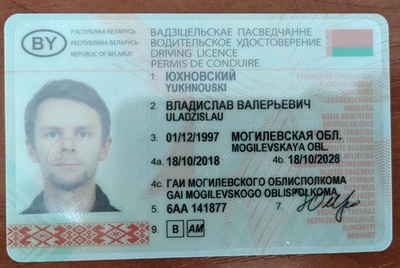 BY
РЭСПУБЛІКА БЕЛАРУСЬ
РЕСПУБЛИКА БЕЛАРУСЬ
REPUBLIC OF BELARUS
ВАДЗІЦЕЛЬСКАЕ ПАСВЕДЧАННЕ
ВОДИТЕЛЬСКОЕ УДОСТОВЕРЕНИЕ
DRIVING LICENCE
PERMIS DE CONDUIRE
1. ЮХНОВСКИЙ
YUKHNOUSKI
2. ВЛАДИСЛАВ ВАЛЕРЬЕВИЧ
ULADZISLAU
3. 01/12/1997 МОГИЛЕВСКАЯ ОБЛ.
MOGILEVSKAYA OBL.
4a. 18/10/2018 4b. 18/10/2028
4c. ГАИ МОГИЛЕВСКОГО ОБЛИСПОЛКОМА
GAI MOGILEVSKOGO OBLISPOLKOMA
5. 6AA 141877 7.
9. B AM